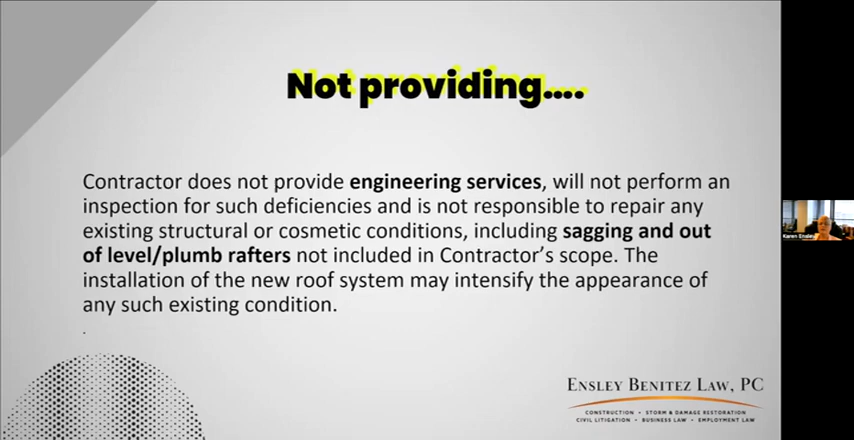 Not providing....
Contractor does not provide engineering services, will not perform an
inspection for such deficiencies and is not responsible to repair any
existing structural or cosmetic conditions, including sagging and out
of level/plumb rafters not included in Contractor's scope. The
installation of the new roof system may intensify the appearance of
any such existing condition.
.
Karen Ensley
ENSLEY BENITEZ LAW, PC
CONSTRUCTION • STORM & DAMAGE RESTORATION
CIVIL LITIGATION • BUSINESS LAW • EMPLOYMENT LAW